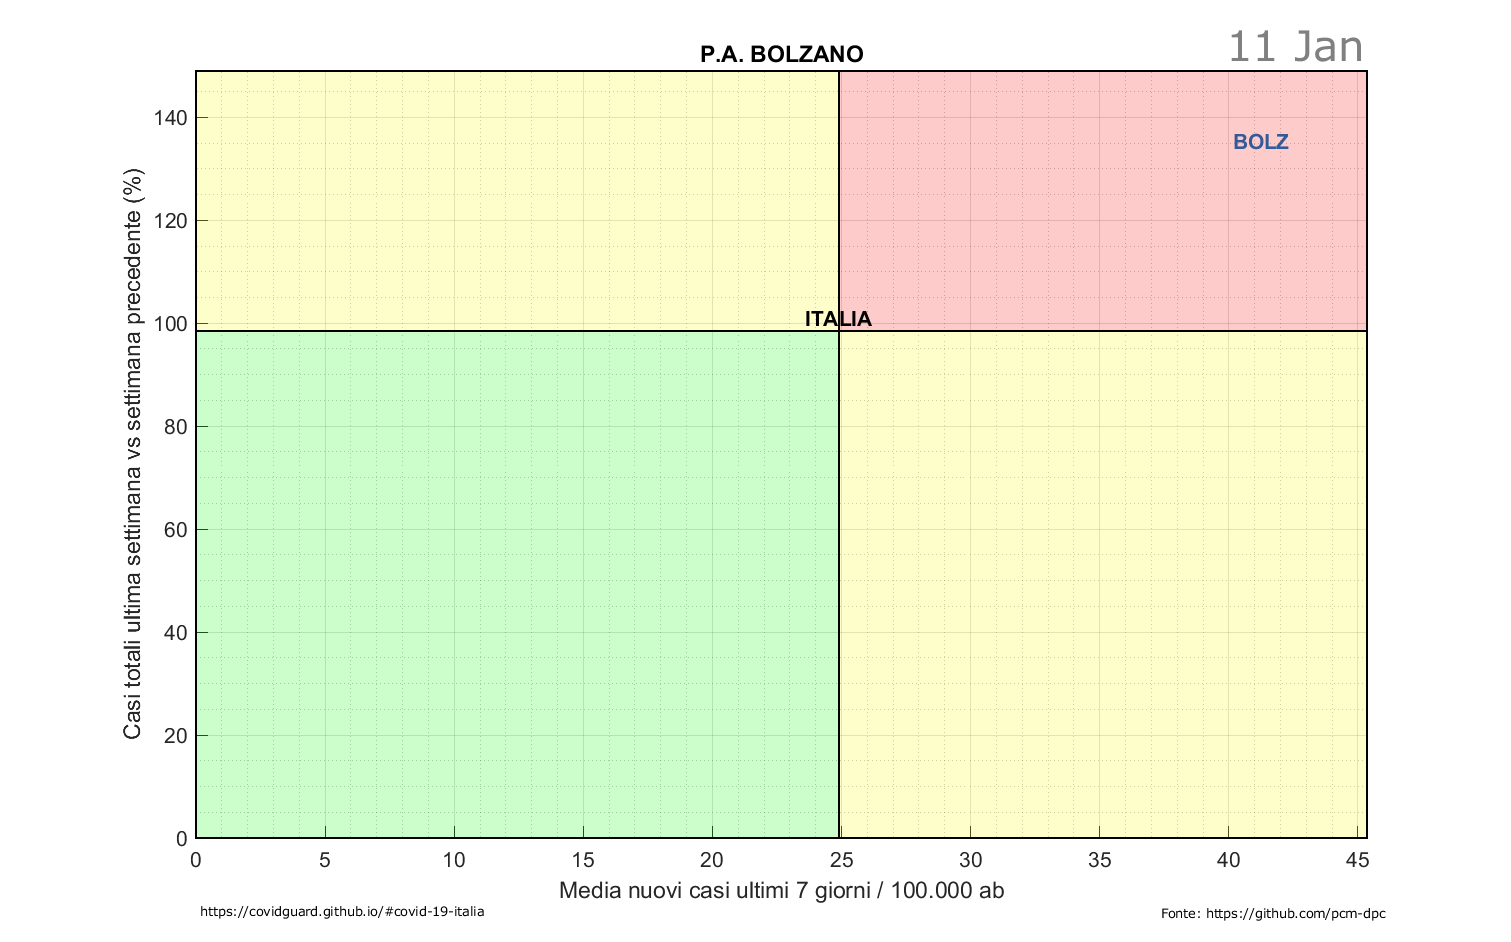 P.A. BOLZANO
11 Jan
Casi totali ultima settimana vs settimana precedente (%)
140
120
100
80
60
40
20
0
BOLZ
ITALIA
0 5 10 15 20 25 30 35 40 45
Media nuovi casi ultimi 7 giorni / 100.000 ab
https://covidguard.github.io/#covid-19-italia
Fonte: https://github.com/pcm-dpc